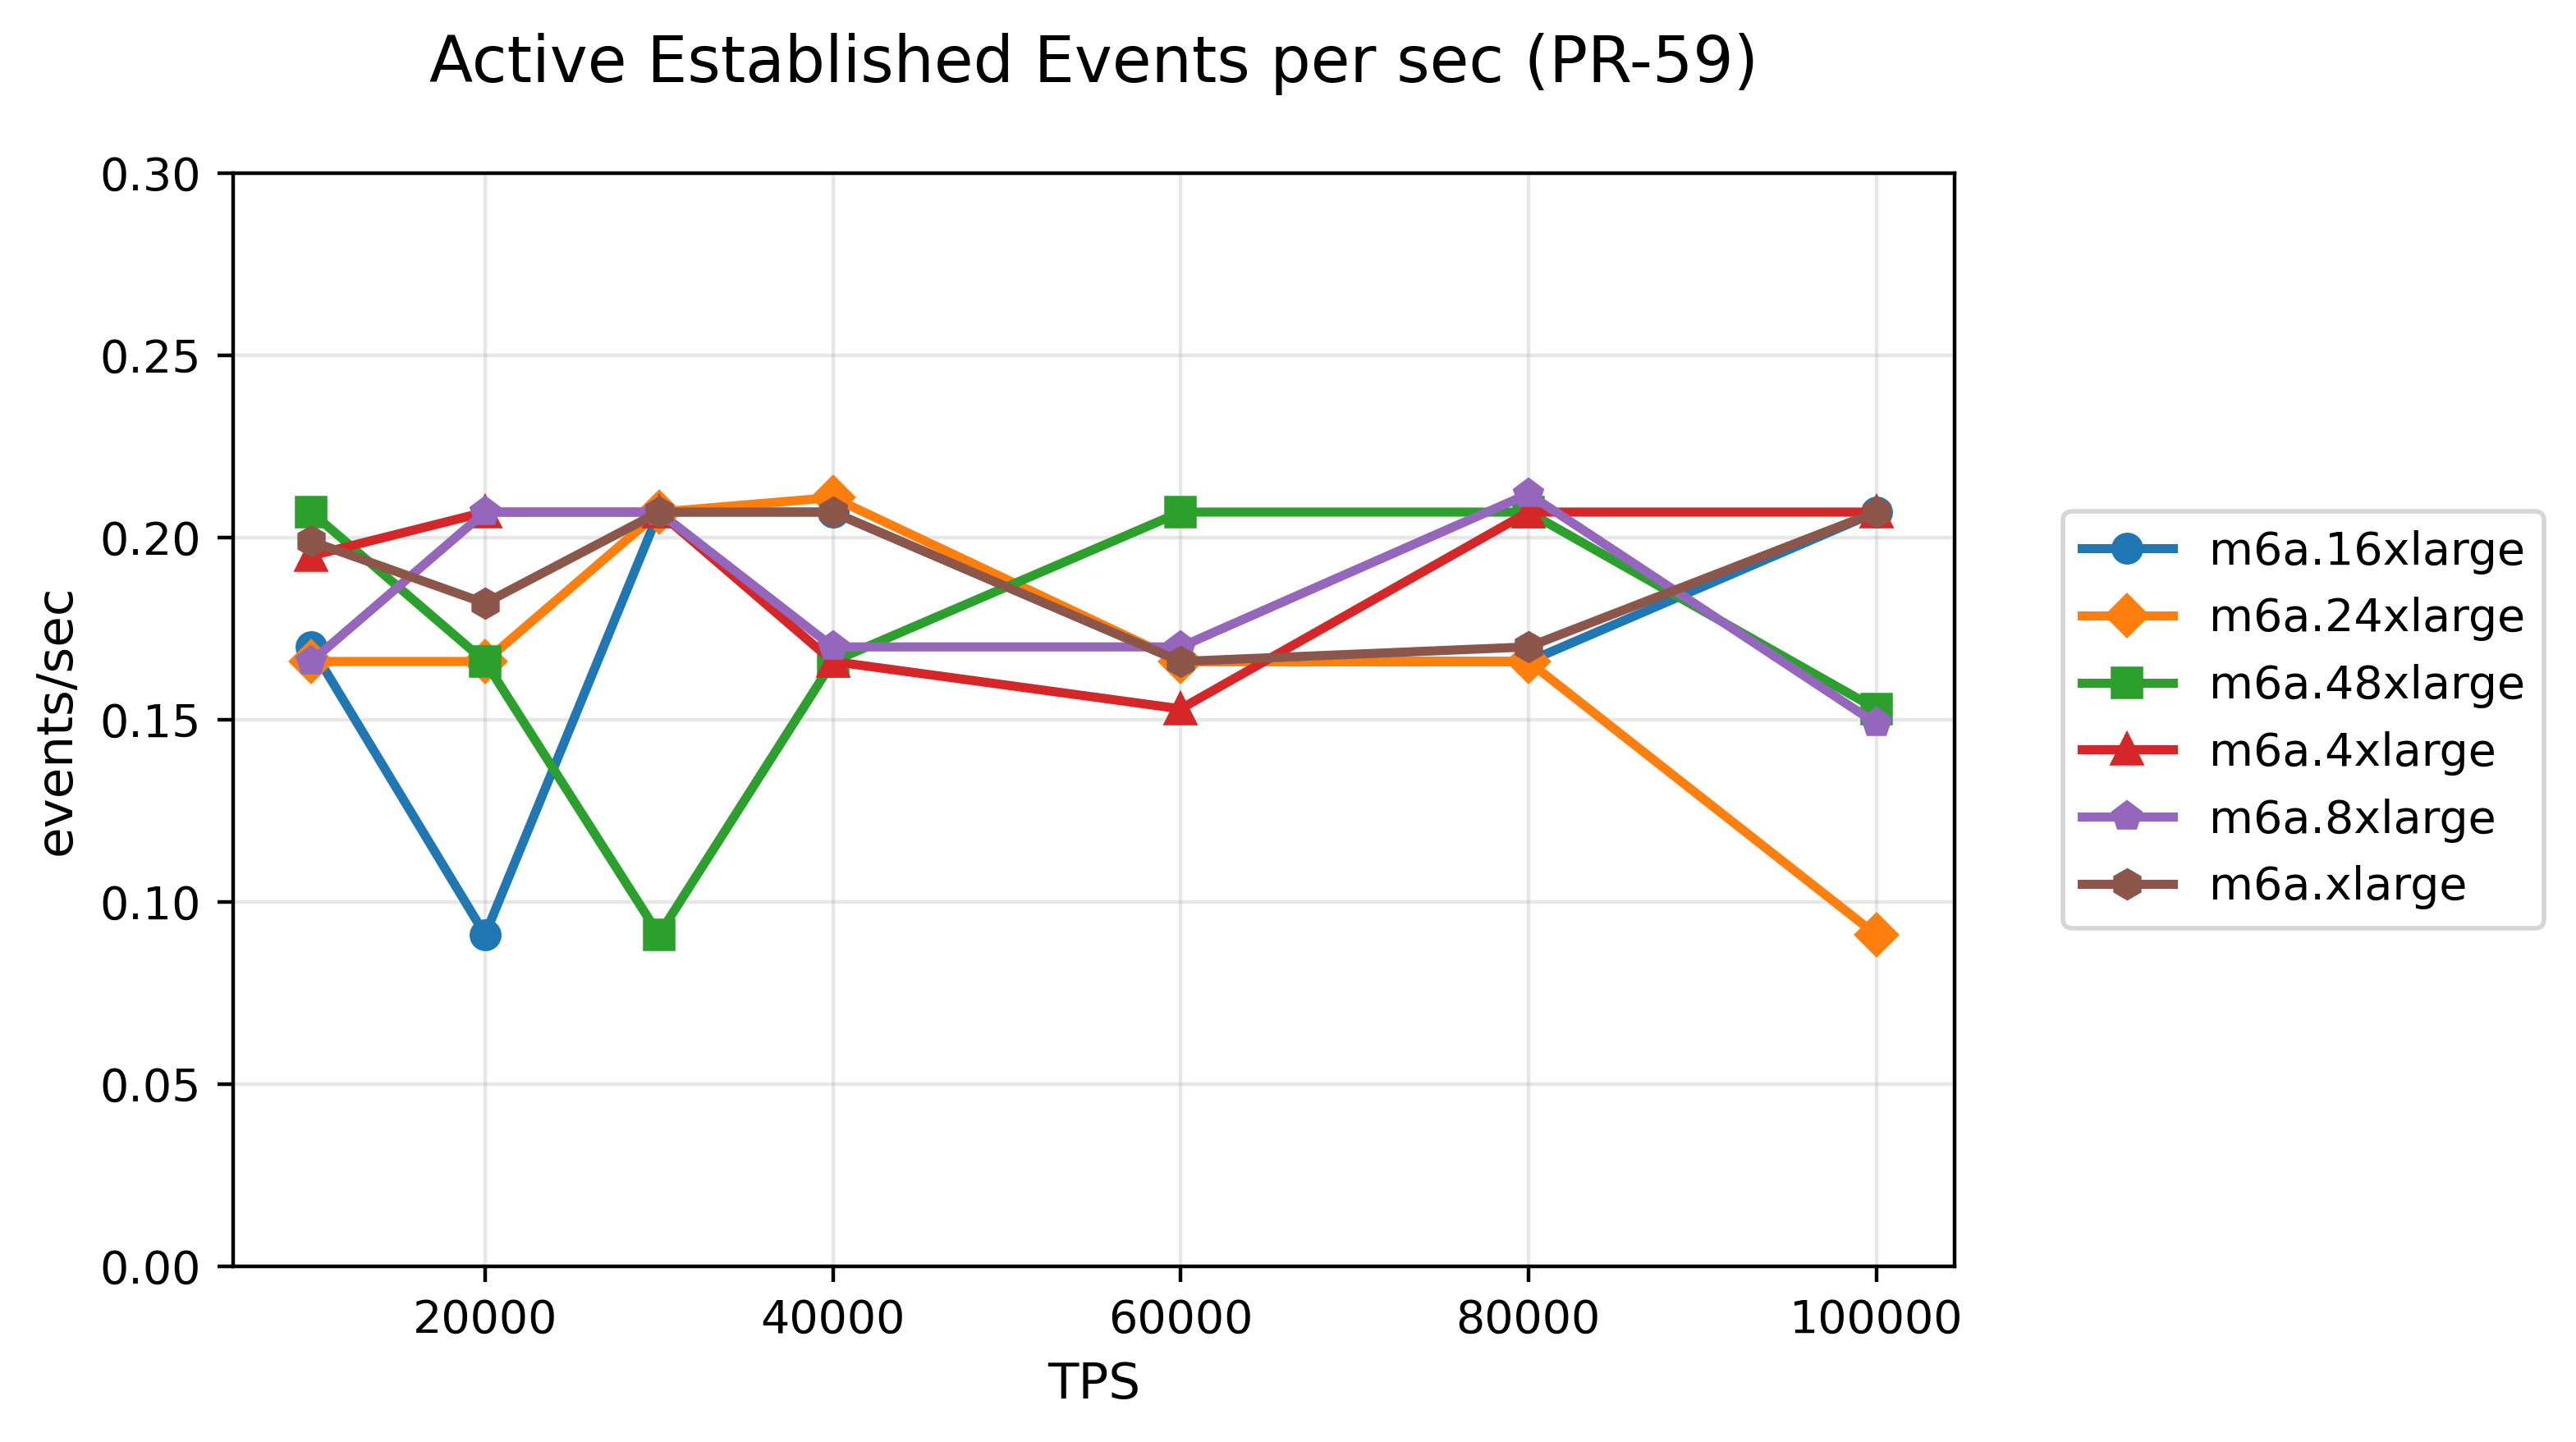 Active Established Events per sec (PR-59)
events/sec
0.30
0.25
0.20
0.15
0.10
0.05
0.00
20000 40000 60000 80000 100000
TPS
m6a.16xlarge
m6a.24xlarge
m6a.48xlarge
m6a.4xlarge
m6a.8xlarge
m6a.xlarge